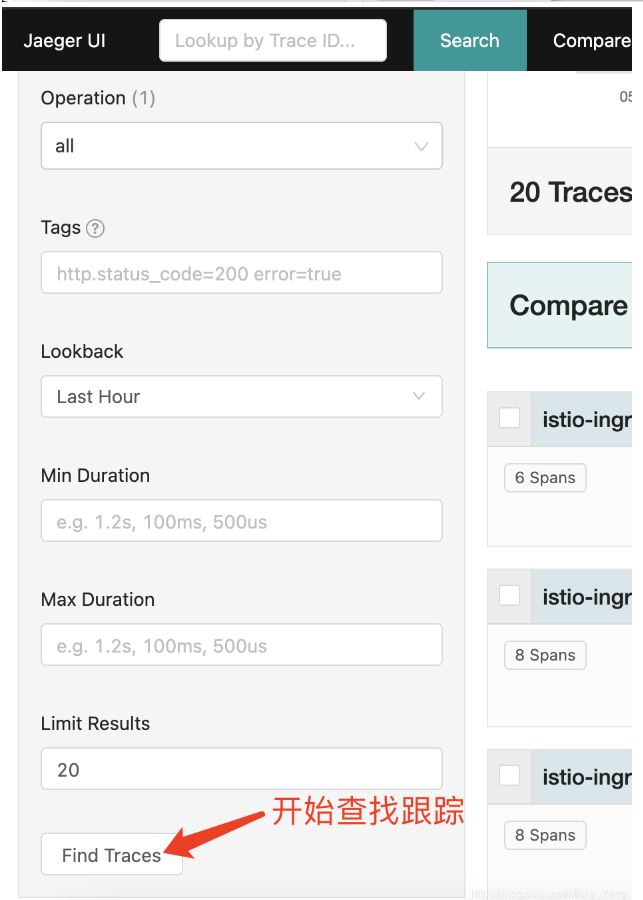 Jaeger UI
Lookup by Trace ID...
Search
Compare
Operation (1)
all
Tags ?
http.status_code=200 error=true
Lookback
Last Hour
Min Duration
e.g. 1.2s, 100ms, 500us
Max Duration
e.g. 1.2s, 100ms, 500us
Limit Results
20
开始查找跟踪
Find Traces
05
20 Traces
Compare
istio-ingr
6 Spans
istio-ingr
8 Spans
istio-ingr
8 Spans
https://blog.csdn.net/Micky_Yang